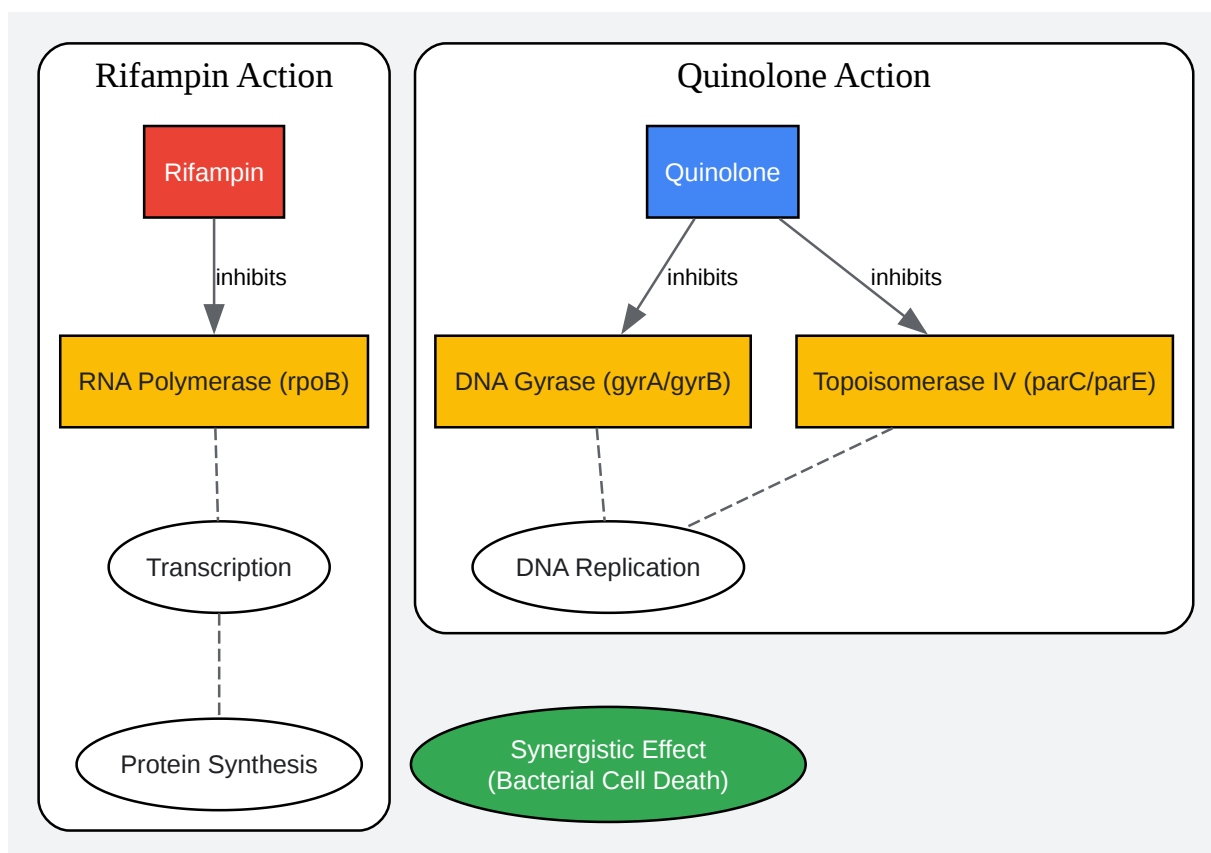 Rifampin Action
Rifampin
inhibits
RNA Polymerase (rpoB)
Transcription
Protein Synthesis
Quinolone Action
Quinolone
inhibits
inhibits
DNA Gyrase (gyrA/gyrB)
Topoisomerase IV (parC/parE)
DNA Replication
Synergistic Effect
(Bacterial Cell Death)